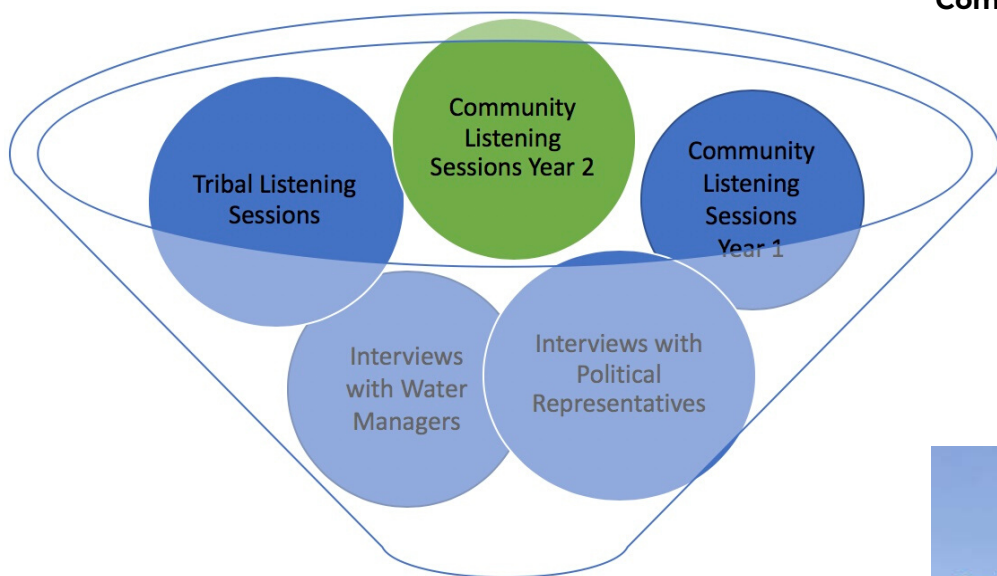 Com
Community
Listening
Sessions Year 2
Tribal Listening
Sessions
Community
Listening
Sessions
Year 1
Interviews
with Water
Managers
Interviews with
Political
Representatives